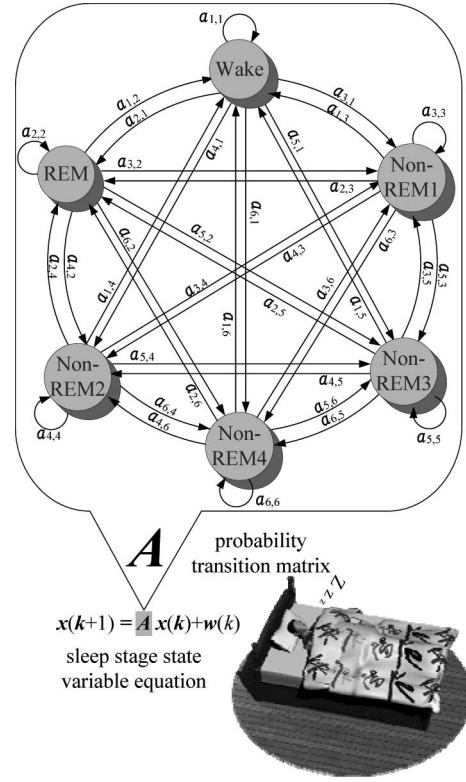 a1,1
Wake
a1,2
a2,1
a3,1
a1,3
a4,1
a5,1
a2,2
a3,3
REM
Non-
REM1
a3,2
a2,3
a6,1
a6,2
a5,2
a4,3
a6,3
a2,4
a4,2
a3,5
a5,3
a1,4
a3,4
a1,6
a2,5
a3,6
a1,5
Non-
REM2
a5,4
a4,5
Non-
REM3
a2,6
a6,4
a4,6
a5,6
a6,5
a4,4
a5,5
Non-
REM4
a6,6
A
probability
transition matrix
x(k+1) = A x(k)+w(k)
sleep stage state
variable equation
z z Z